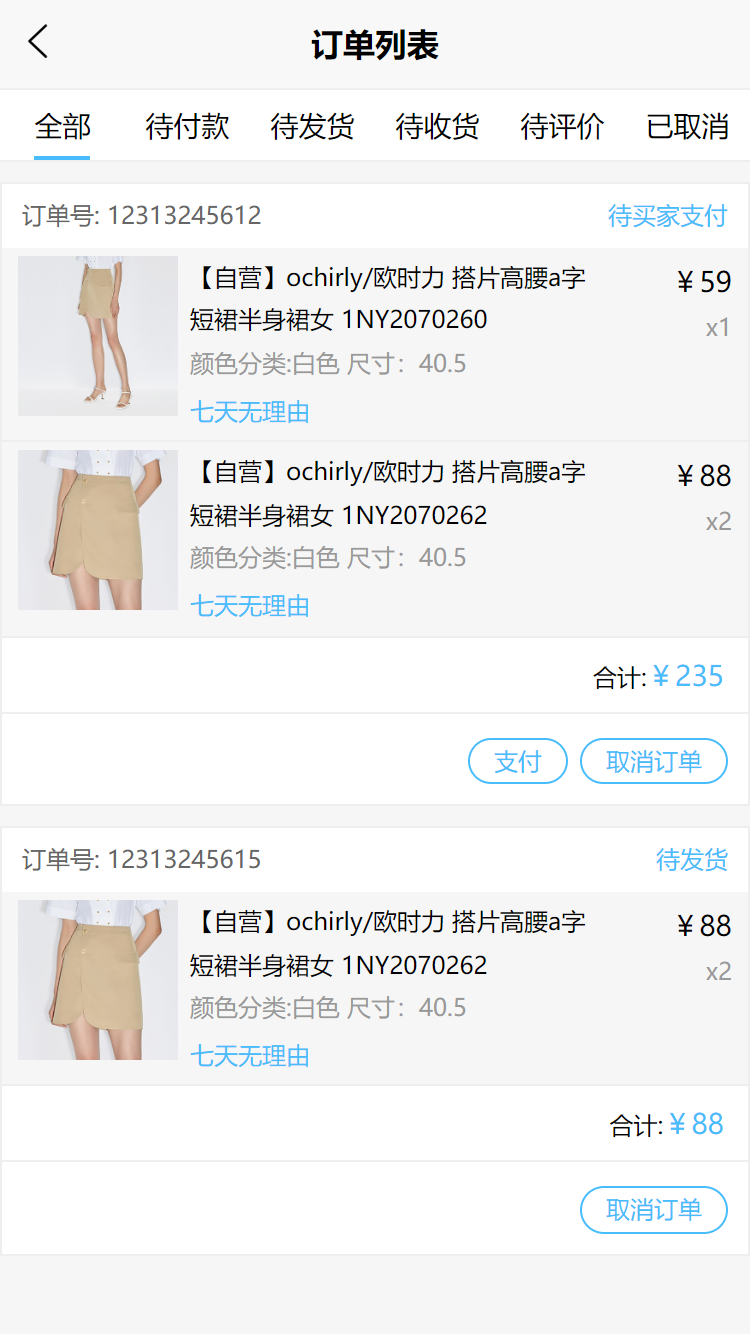 订单列表
全部 待付款 待发货 待收货 待评价 已取消
订单号: 12313245612 待买家支付
【自营】ochirly/欧时力 搭片高腰a字 ¥ 59
短裙半身裙女 1NY2070260 x1
颜色分类:白色 尺寸：40.5
七天无理由
【自营】ochirly/欧时力 搭片高腰a字 ¥ 88
短裙半身裙女 1NY2070262 x2
颜色分类:白色 尺寸：40.5
七天无理由
合计: ¥ 235
支付 取消订单
订单号: 12313245615 待发货
【自营】ochirly/欧时力 搭片高腰a字 ¥ 88
短裙半身裙女 1NY2070262 x2
颜色分类:白色 尺寸：40.5
七天无理由
合计: ¥ 88
取消订单